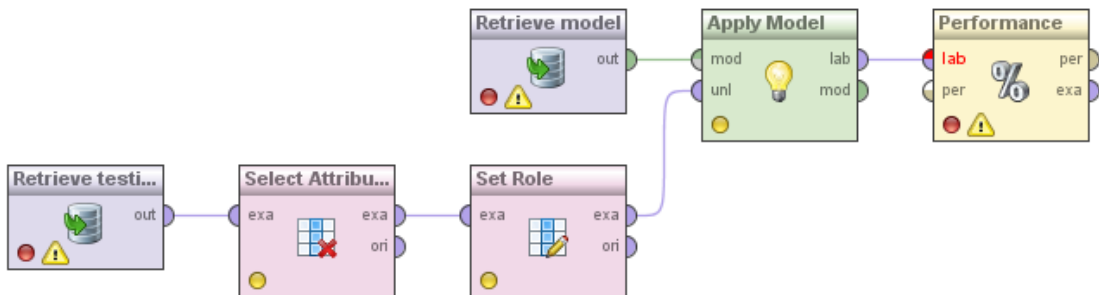 Retrieve model
out
Apply Model
mod
lab
unl
mod
Performance
lab
per
per
exa
%
Retrieve testi...
out
Select Attribu...
exa
exa
ori
Set Role
exa
exa
ori